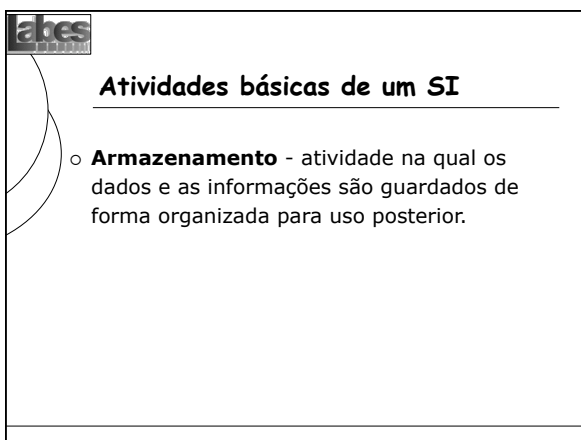 Labes
Atividades básicas de um SI
○ Armazenamento - atividade na qual os
dados e as informações são guardados de
forma organizada para uso posterior.